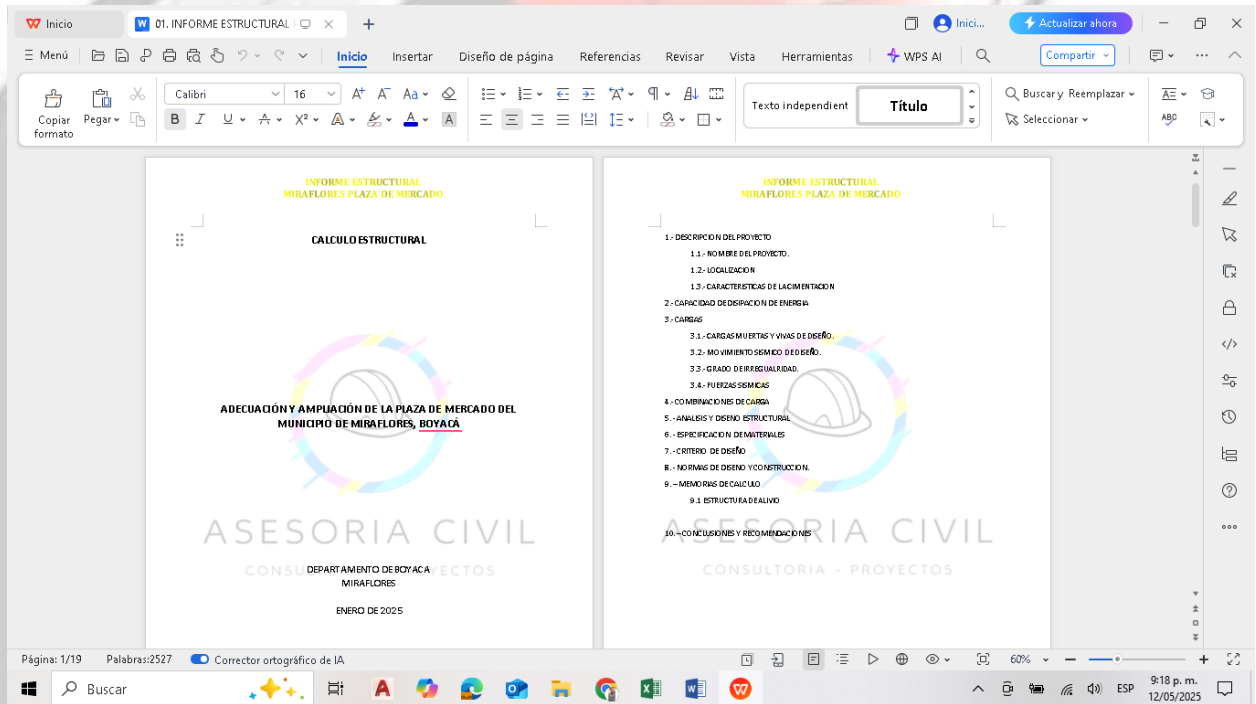 Inicio
01. INFORME ESTRUCTURAL
Inici...
Actualizar ahora
Menú
Inicio
Insertar
Diseño de página
Referencias
Revisar
Vista
Herramientas
WPS AI
Compartir
Copiar formato
Pegar
Calibri
16
Texto independient
Título
Buscar y Reemplazar
Seleccionar
INFORME ESTRUCTURAL
MIRAFLORES PLAZA DE MERCADO
CALCULO ESTRUCTURAL
ADECUACIÓN Y AMPLIACIÓN DE LA PLAZA DE MERCADO DEL
MUNICIPIO DE MIRAFLORES, BOYACÁ
ASESORIA CIVIL
DEPARTAMENTO DE BOYACA
MIRAFLORES
ENERO DE 2025
INFORME ESTRUCTURAL
MIRAFLORES PLAZA DE MERCADO
1.- DESCRIPCION DEL PROYECTO
1.1.- NOMBRE DEL PROYECTO.
1.2.- LOCALIZACION
1.3.- CARACTERISTICAS DE LA CIMENTACION
2.- CAPACIDAD DE DISIPACION DE ENERGIA
3.- CARGAS
3.1.- CARGAS MUERTAS Y VIVAS DE DISEÑO.
3.2.- MOVIMIENTO SISMICO DE DISEÑO.
3.3.- GRADO DE IRREGUALRIDAD.
3.4.- FUERZAS SISMICAS
4.- COMBINACIONES DE CARGA
5.- ANALISIS Y DISENO ESTRUCTURAL
6.- ESPECIFICACION DE MATERIALES
7.- CRITERIO DE DISEÑO
8.- NORMAS DE DISENO Y CONSTRUCCION.
9. – MEMORIAS DE CALCULO
9.1 ESTRUCTURA DE ALIVIO
10. – CONCLUSIONES Y RECOMENDACIONES
ASESORIA CIVIL
CONSULTORIA - PROYECTOS
Página: 1/19
Palabras:2527
Corrector ortográfico de IA
60%
Buscar
ESP
9:18 p. m.
12/05/2025